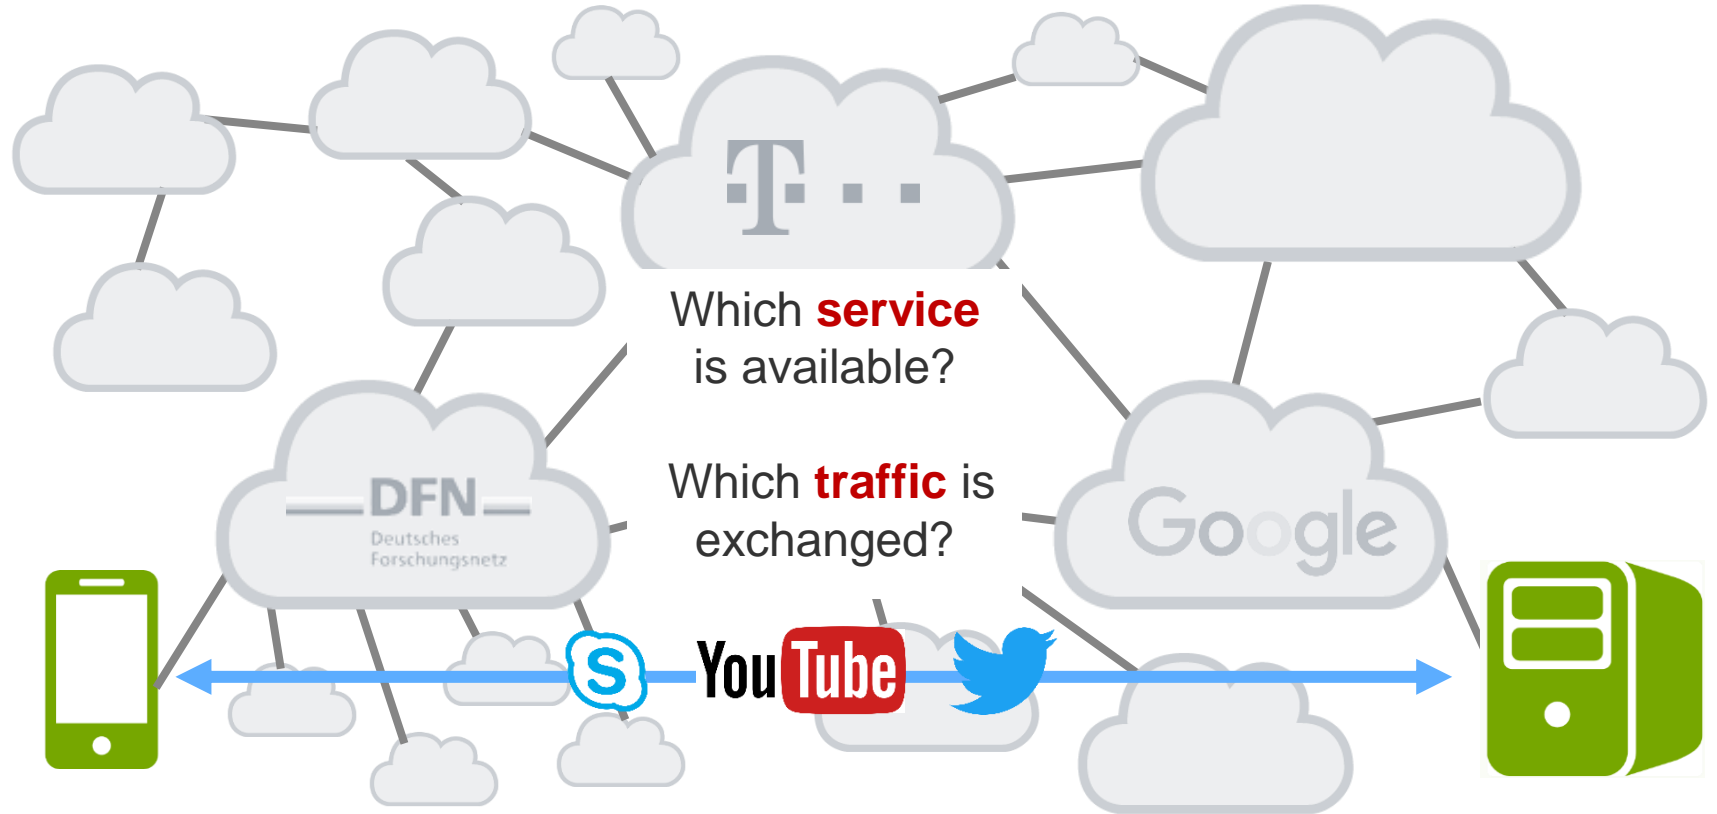 T
Which service
is available?
Which traffic is
exchanged?
DFN
Deutsches
Forschungsnetz
Google
S
YouTube